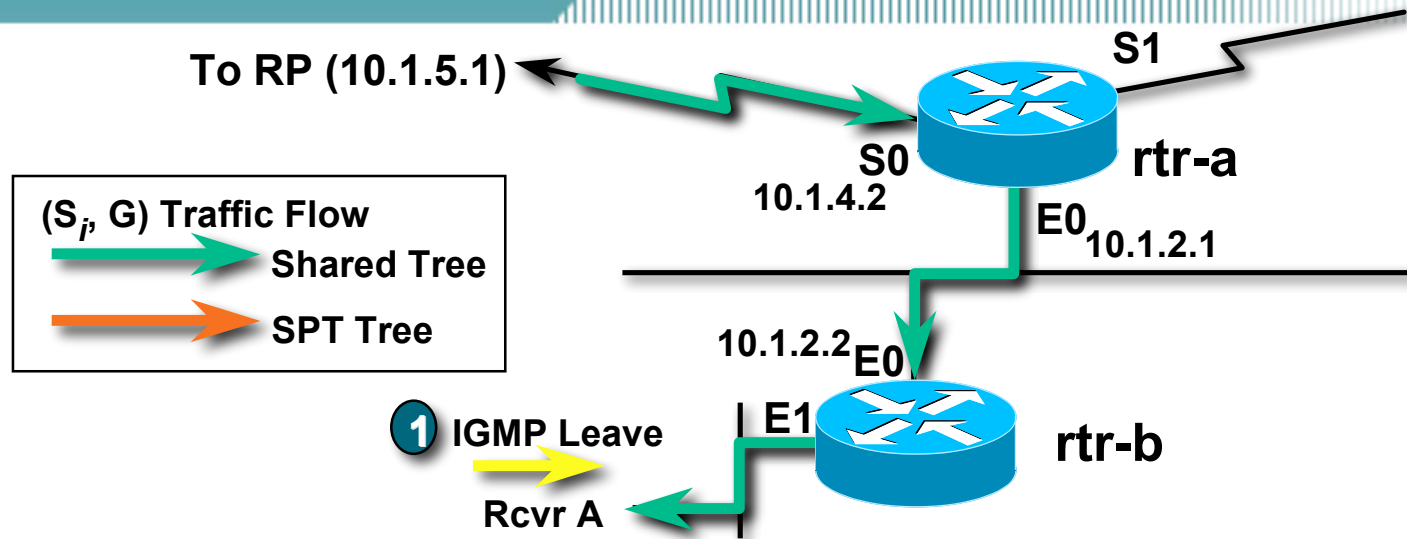 S1
To RP (10.1.5.1)
rtr-a
S0
10.1.4.2
E0
10.1.2.1
(Si, G) Traffic Flow
Shared Tree
SPT Tree
10.1.2.2
E0
E1
1 IGMP Leave
rtr-b
Rcvr A